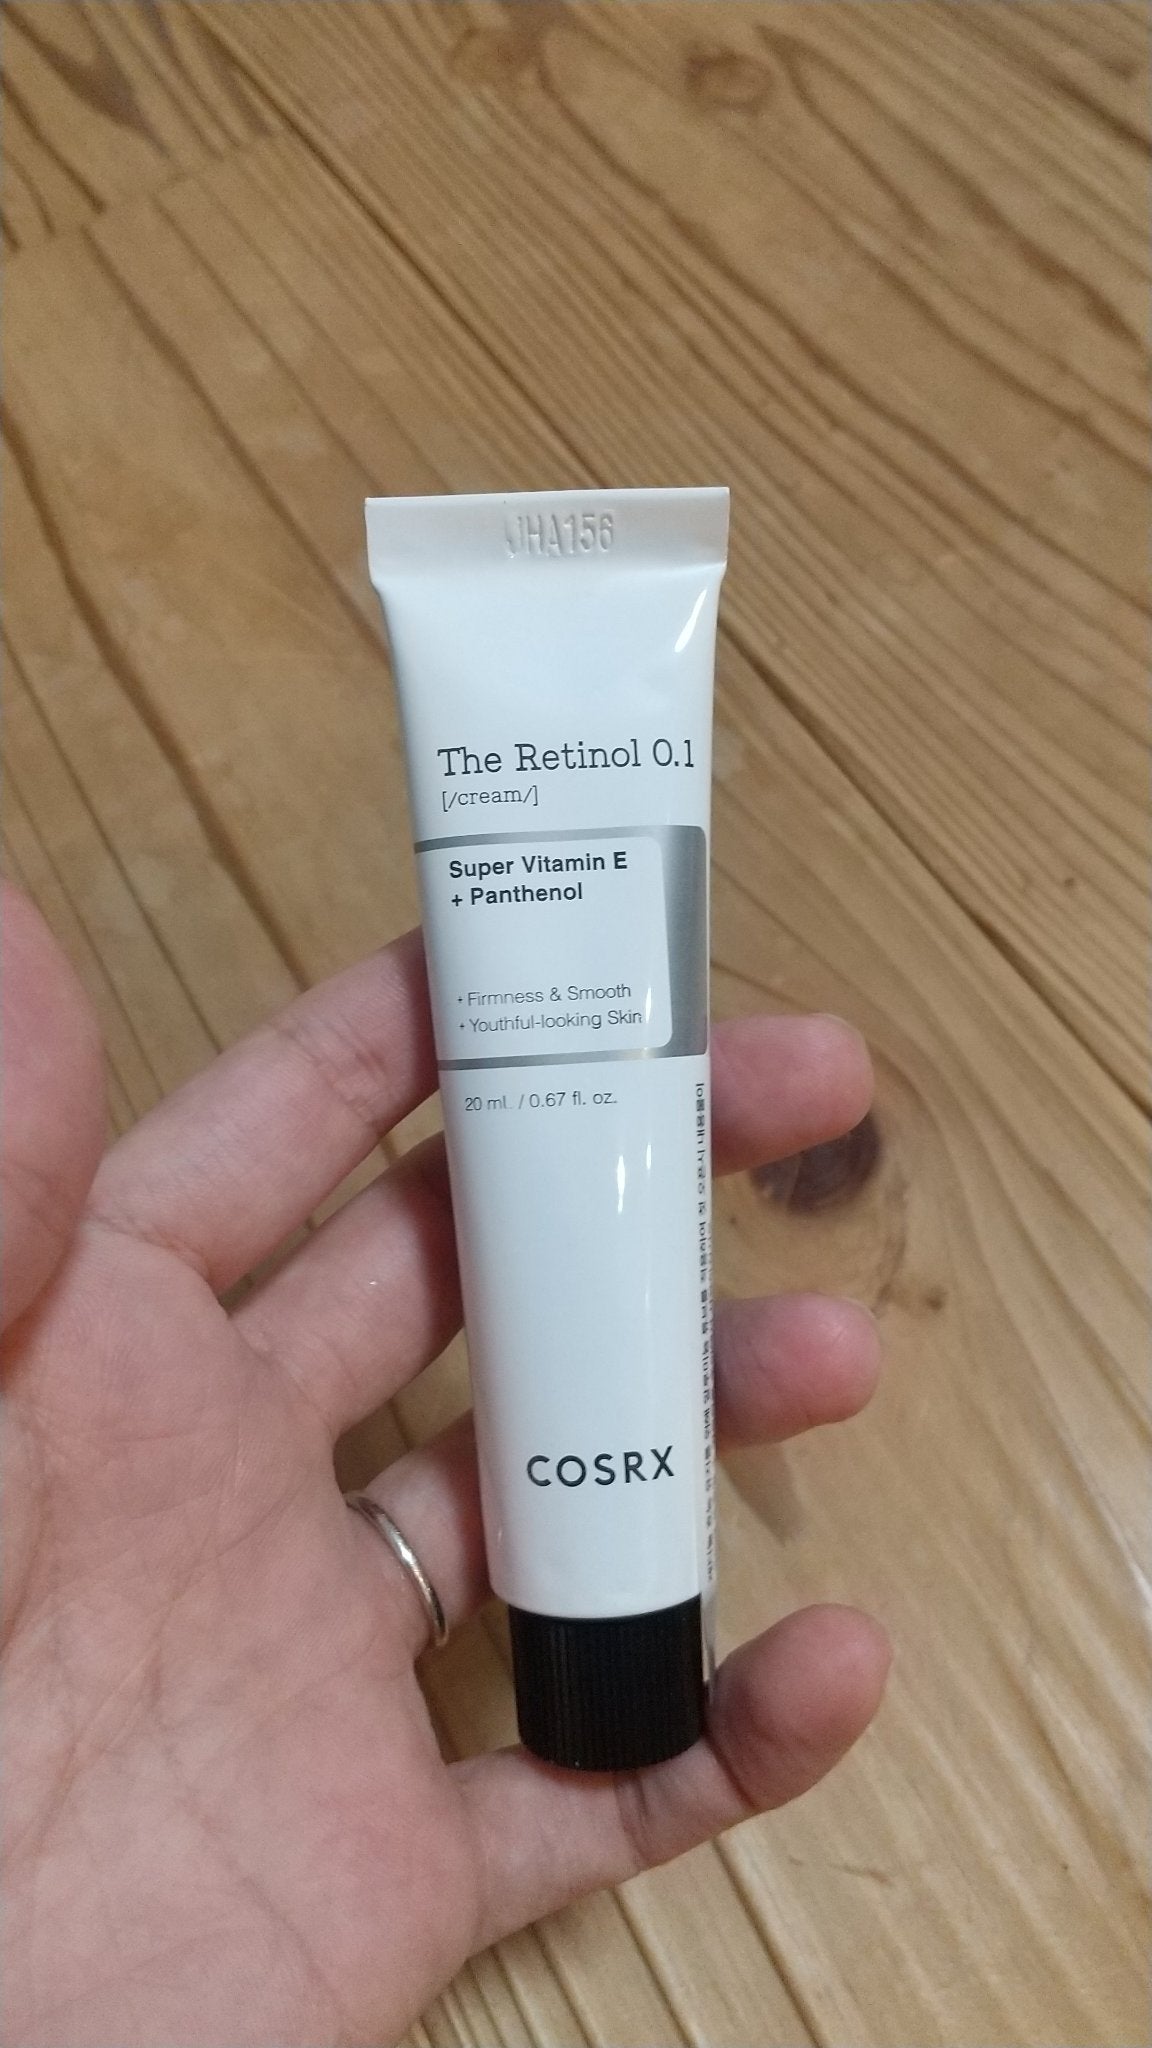 JHA156
The Retinol 0.1
[/cream/]
Super Vitamin E
+ Panthenol
+ Firmness & Smooth
+ Youthful-looking Skin
20 ml. / 0.67 fl. oz.
COSRX